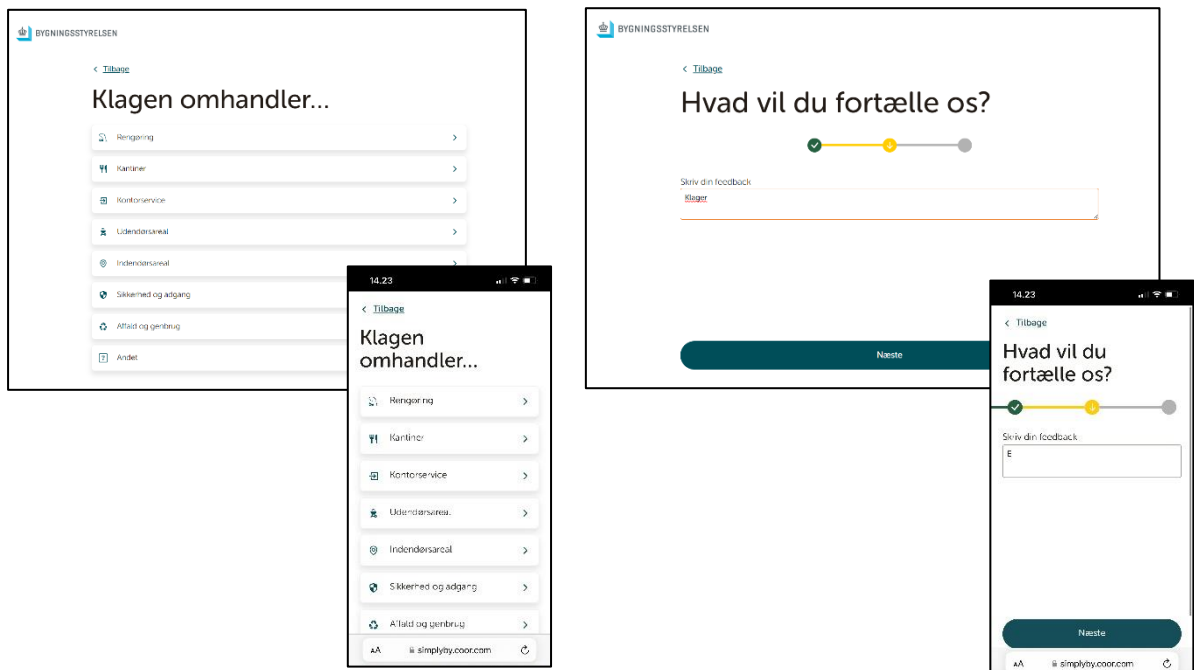 BYGNINGSSTYRELSEN
Tilbage
Klagen omhandler...
Rengøring
Kantiner
Kontorservice
Udendørsareal
Indendørsareal
Sikkerhed og adgang
Affald og genbrug
Andet
14.23
Tilbage
Klagen
omhandler...
Rengøring
Kantiner
Kontorservice
Udendørsareal
Indendørsareal
Sikkerhed og adgang
Affald og genbrug
AA simplyby.coor.com
BYGNINGSSTYRELSEN
Tilbage
Hvad vil du fortælle os?
Skriv din feedback
Klager
Næste
14.23
Tilbage
Hvad vil du
fortælle os?
Skriv din feedback
E
Næste
AA simplyby.coor.com